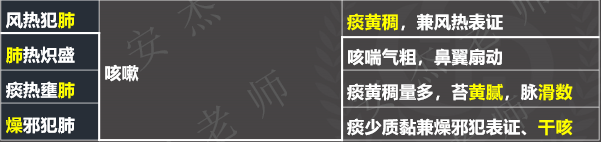 风热犯肺
肺热炽盛
痰热壅肺
燥邪犯肺
咳嗽
痰黄稠，兼风热表证
咳喘气粗，鼻翼扇动
痰黄稠量多，苔黄腻，脉滑数
痰少质黏兼燥邪犯表证、干咳
安杰老师